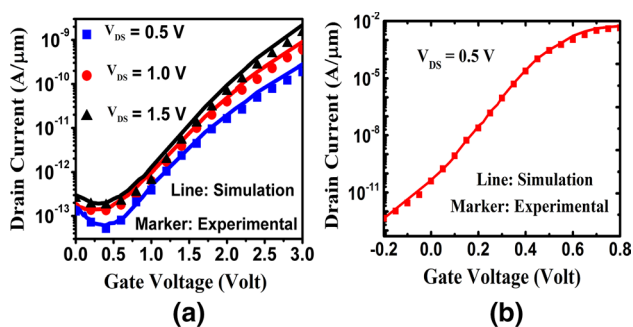 Drain Current (A/μm)
10⁻⁹
10⁻¹⁰
10⁻¹¹
10⁻¹²
10⁻¹³
V_DS = 0.5 V
V_DS = 1.0 V
V_DS = 1.5 V
Line: Simulation
Marker: Experimental
0.0 0.5 1.0 1.5 2.0 2.5 3.0
Gate Voltage (Volt)
(a)
Drain Current (A/μm)
10⁻²
10⁻⁵
10⁻⁸
10⁻¹¹
V_DS = 0.5 V
Line: Simulation
Marker: Experimental
-0.2 0.0 0.2 0.4 0.6 0.8
Gate Voltage (Volt)
(b)